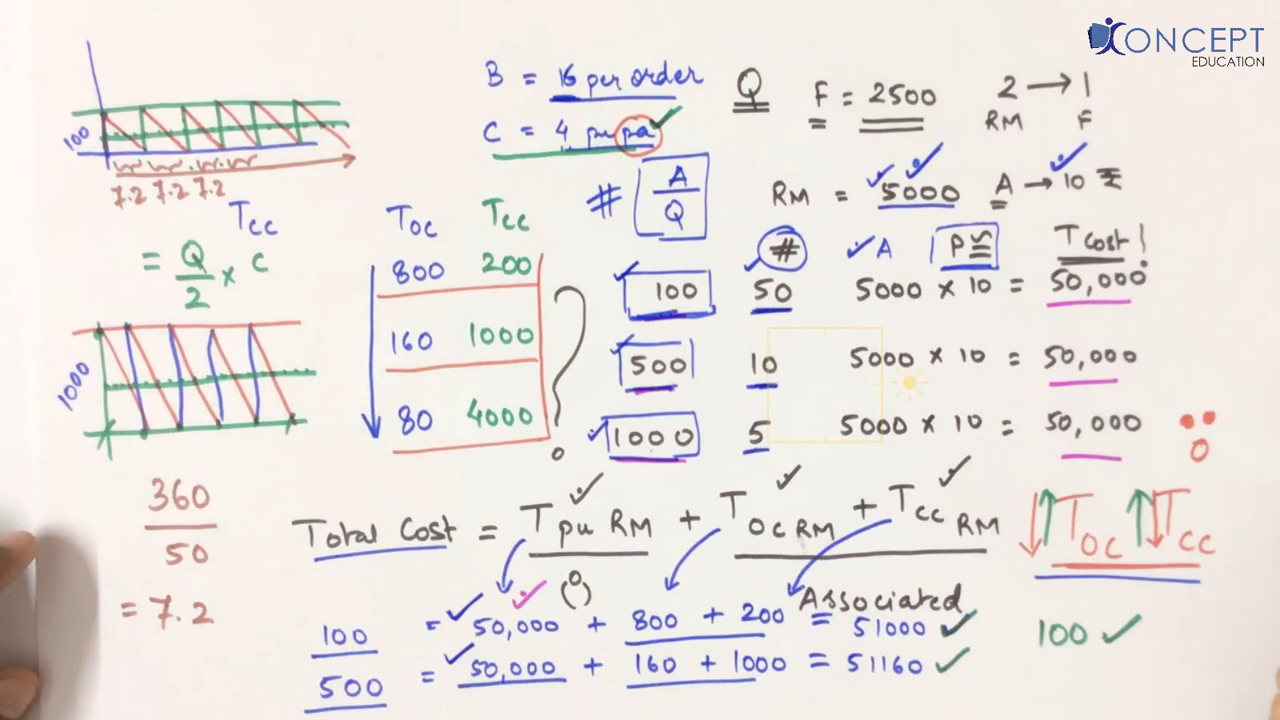 KONCEPT
EDUCATION
B = 16 per order
C = 4 pu pa
Q
F = 2500
2 → 1
RM F
100
7.2 7.2 7.2
# A/Q
RM = 5000 A → 10 ₹
Tcc
= Q/2 × C
TOC Tcc
800 200
160 1000
80 4000
?
# A P TCost!
100 50 5000 × 10 = 50,000
500 10 5000 × 10 = 50,000
1000 5 5000 × 10 = 50,000
1000
360
50
= 7.2
Total Cost = Tpu RM + TOC RM + Tcc RM
TOC Tcc
Associated
100 = 50,000 + 800 + 200 = 51000
500 = 50,000 + 160 + 1000 = 51160
100